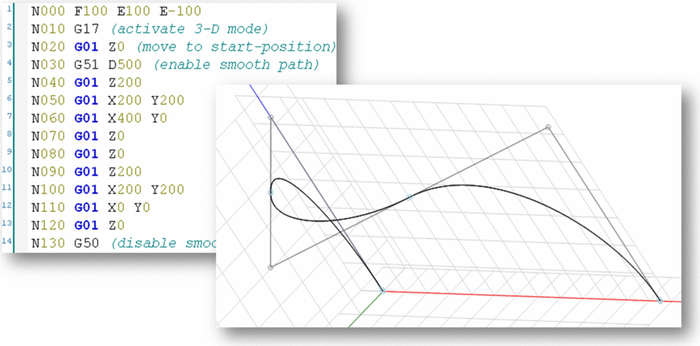 1 N000 F100 E100 E-100
2 N010 G17 (activate 3-D mode)
3 N020 G01 Z0 (move to start-position)
4 N030 G51 D500 (enable smooth path)
5 N040 G01 Z200
6 N050 G01 X200 Y200
7 N060 G01 X400 Y0
8 N070 G01 Z0
9 N080 G01 Z0
10 N090 G01 Z200
11 N100 G01 X200 Y200
12 N110 G01 X0 Y0
13 N120 G01 Z0
14 N130 G50 (disable smo